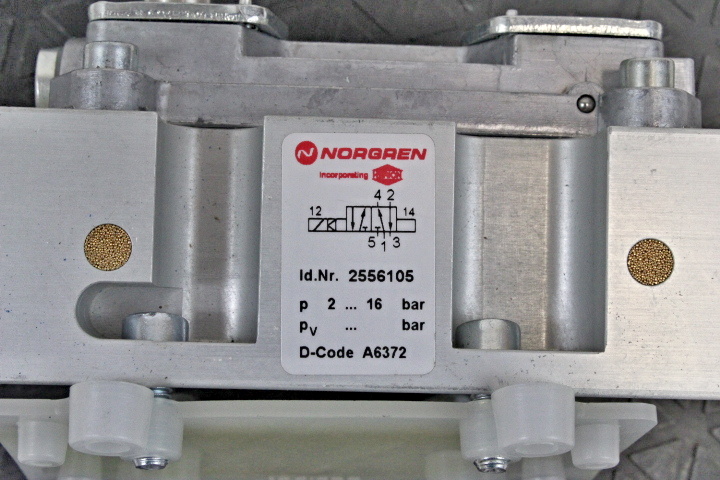 NORGREN
incorporating
4 2
12 14
5 1 3
Id.Nr. 2556105
p 2 ... 16 bar
pV ... bar
D-Code A6372